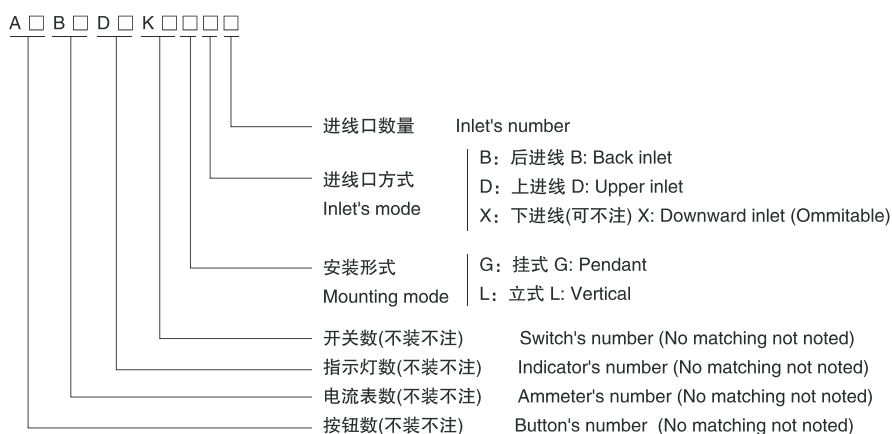 A □ B □ D □ K □ □ □ □
进线口数量 Inlet's number
进线口方式
Inlet's mode
B：后进线 B: Back inlet
D：上进线 D: Upper inlet
X：下进线(可不注) X: Downward inlet (Ommitable)
安装形式
Mounting mode
G：挂式 G: Pendant
L：立式 L: Vertical
开关数(不装不注) Switch's number (No matching not noted)
指示灯数(不装不注) Indicator's number (No matching not noted)
电流表数(不装不注) Ammeter's number (No matching not noted)
按钮数(不装不注) Button's number (No matching not noted)